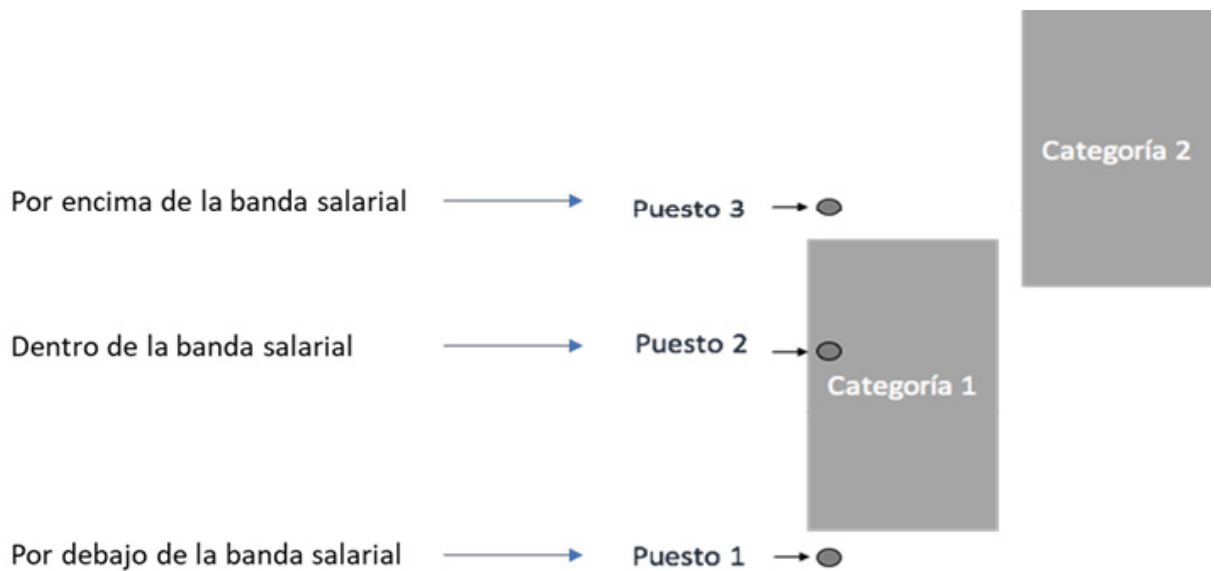 Categoría 2
Por encima de la banda salarial
Puesto 3
Dentro de la banda salarial
Puesto 2
Categoría 1
Por debajo de la banda salarial
Puesto 1